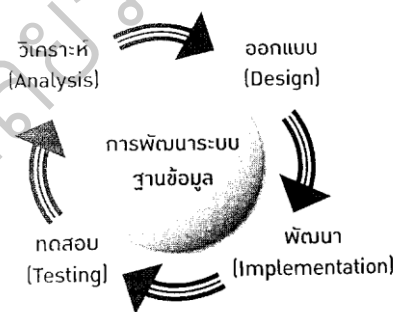 วิเคราะห์
(Analysis)
ออกแบบ
(Design)
การพัฒนาระบบ
ฐานข้อมูล
ทดสอบ
(Testing)
พัฒนา
(Implementation)